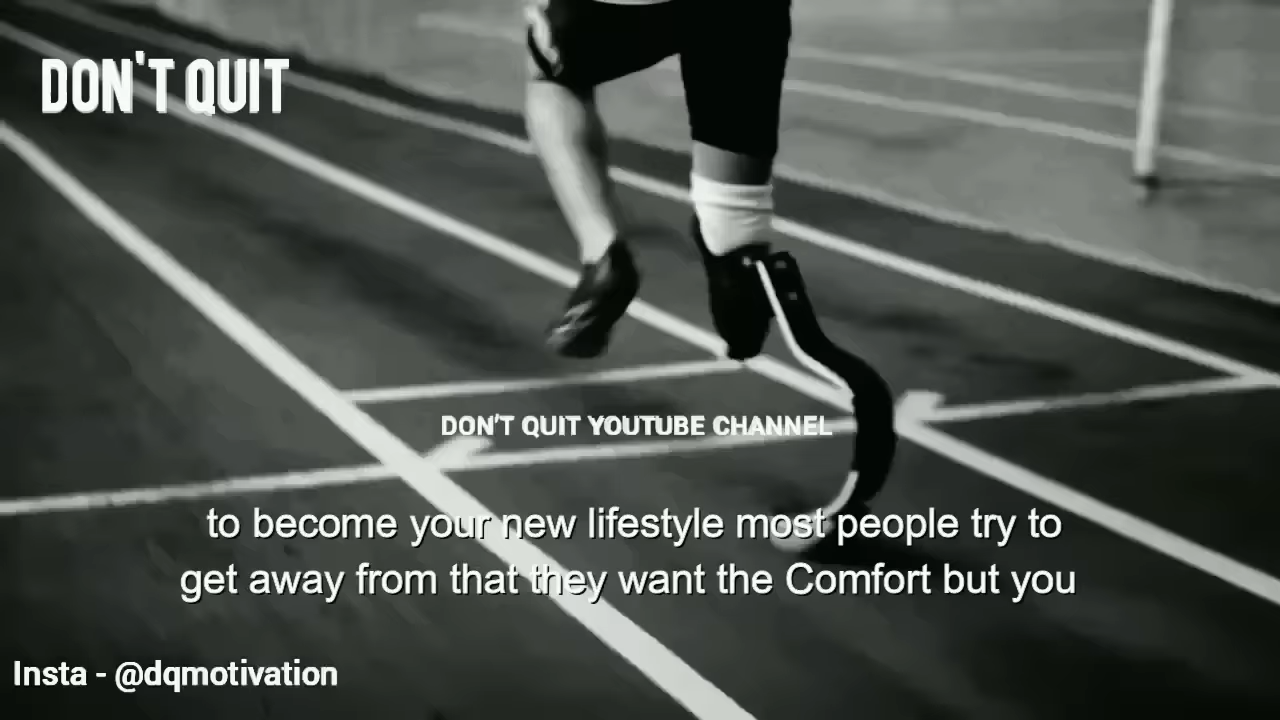 DON'T QUIT
DON'T QUIT YOUTUBE CHANNEL
to become your new lifestyle most people try to
get away from that they want the Comfort but you
Insta - @dqmotivation